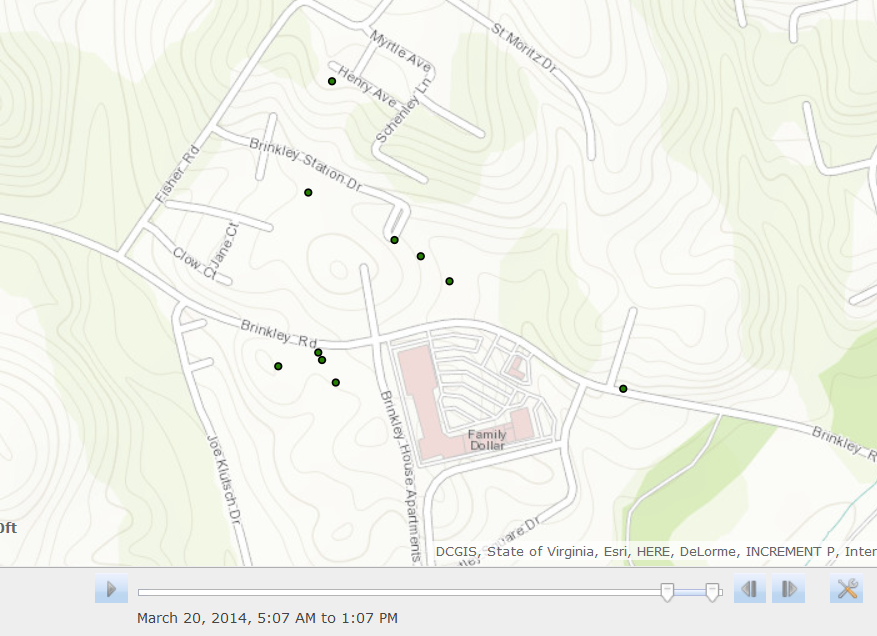 St Moritz Dr
Myrtle Ave
Henry Ave
Schenley Ln
Brinkley Station Dr
Fisher Rd
Jane Ct
Clow Ct
Brinkley Rd
Brinkley House Apartments
Family
Dollar
Joe Klutsch Dr
Brinkley R
0ft
Square Dr
DCGIS, State of Virginia, Esri, HERE, DeLorme, INCREMENT P, Inter
March 20, 2014, 5:07 AM to 1:07 PM